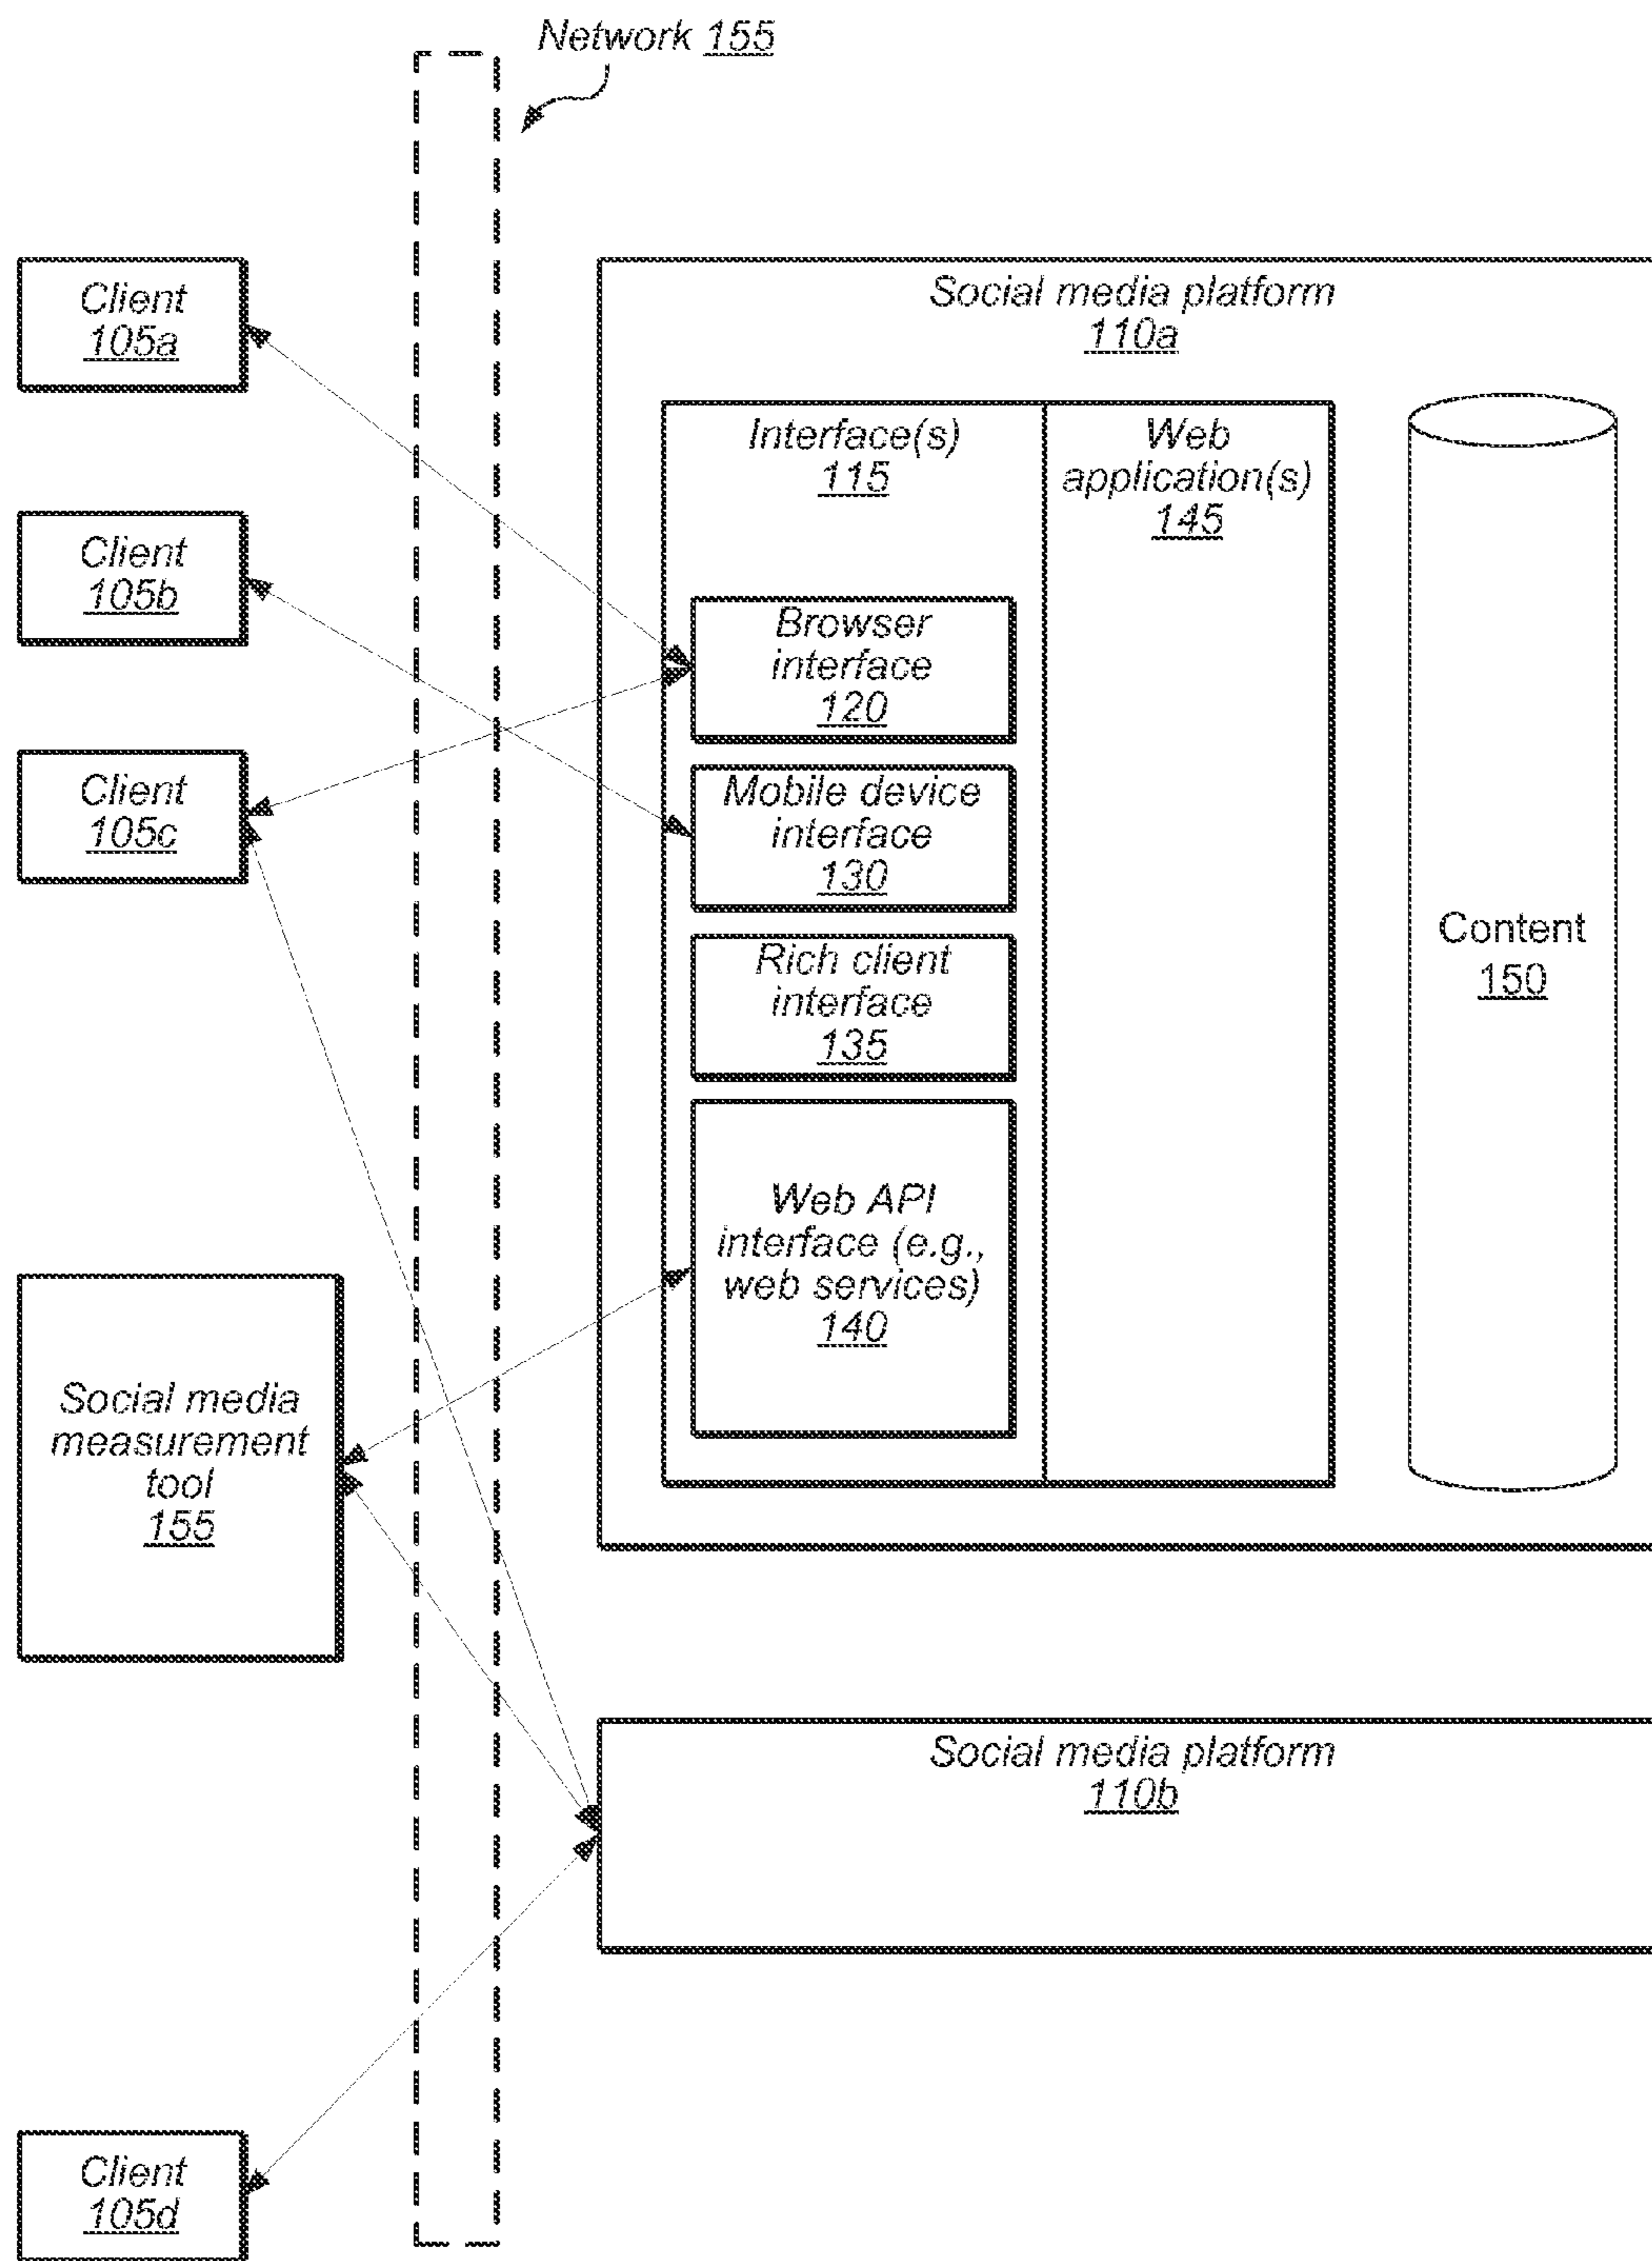 Network 155
Client
105a
Client
105b
Client
105c
Social media
measurement
tool
155
Client
105d
Social media platform
110a
Interface(s)
115
Browser
interface
120
Mobile device
interface
130
Rich client
interface
135
Web API
interface (e.g.,
web services)
140
Web
application(s)
145
Content
150
Social media platform
110b